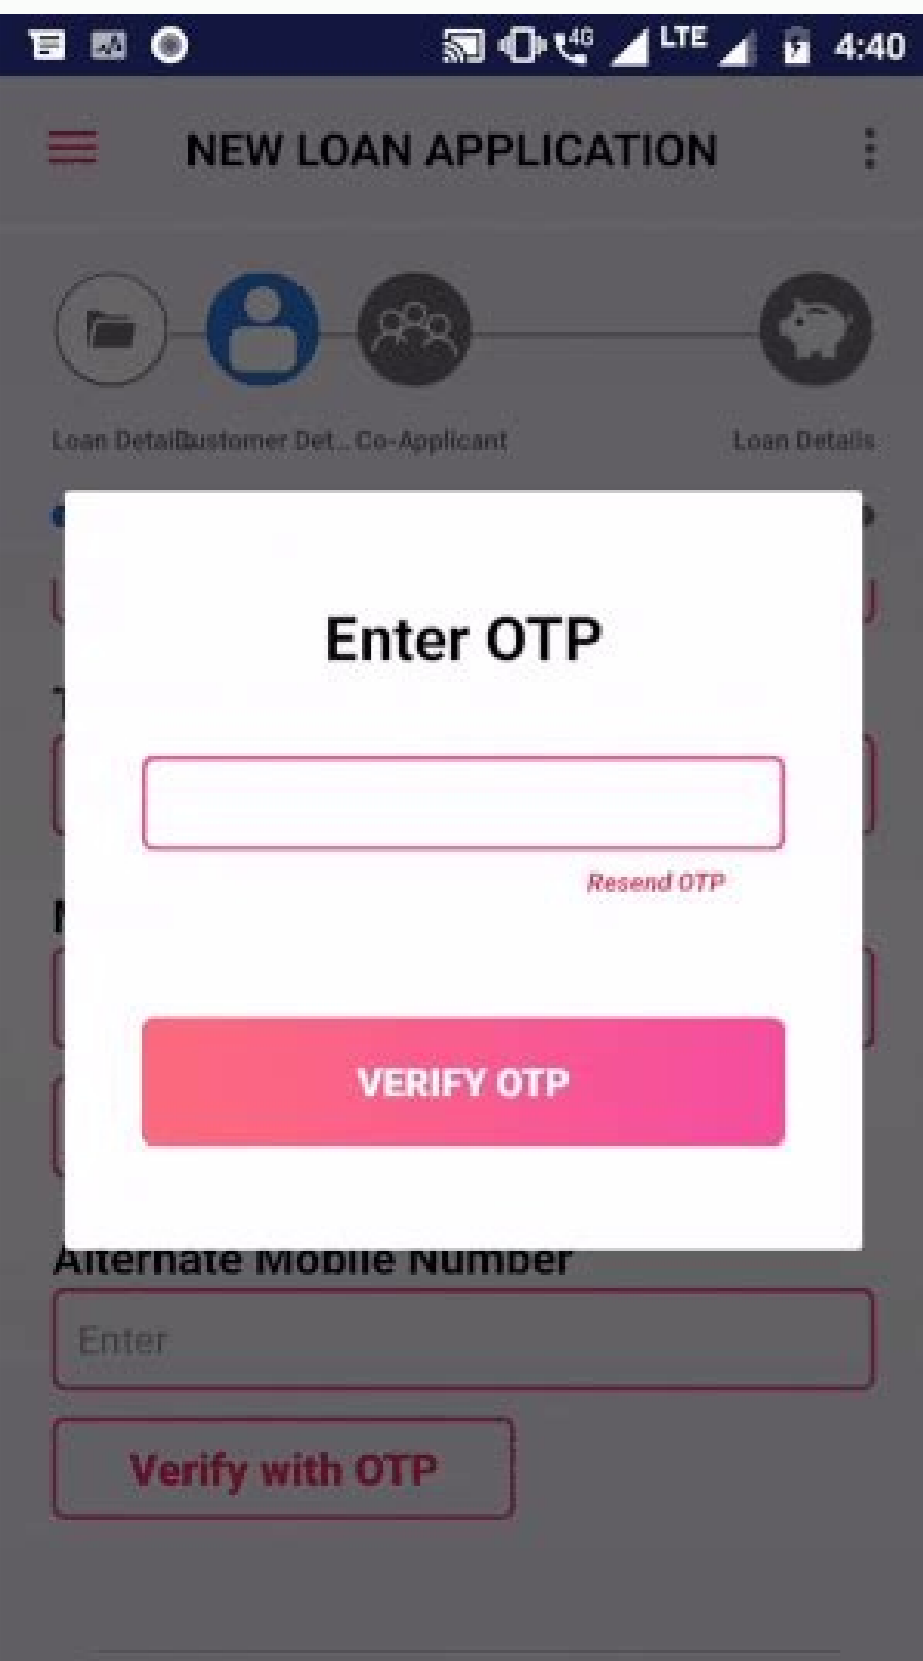 4G LTE 4:40
NEW LOAN APPLICATION
Loan Detail Customer Det... Co-Applicant Loan Details
Enter OTP
Resend OTP
VERIFY OTP
Alternate Mobile Number
Enter
Verify with OTP